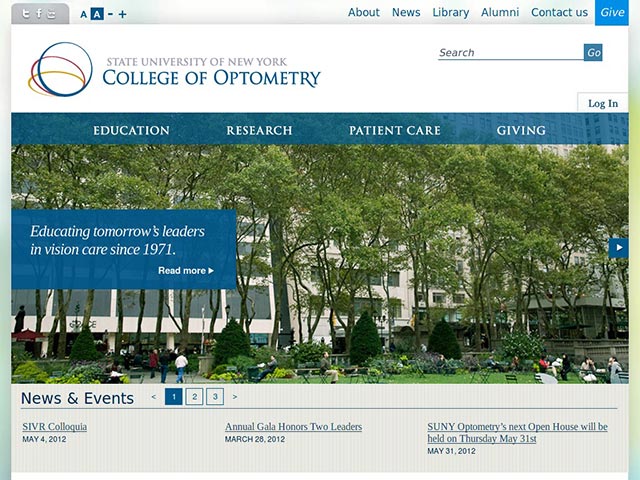 A A - +
About News Library Alumni Contact us Give
STATE UNIVERSITY OF NEW YORK
COLLEGE OF OPTOMETRY
Search Go
Log In
EDUCATION RESEARCH PATIENT CARE GIVING
Educating tomorrow's leaders
in vision care since 1971.
Read more
News & Events < 1 2 3 >
SIVR Colloquia
MAY 4, 2012
Annual Gala Honors Two Leaders
MARCH 28, 2012
SUNY Optometry's next Open House will be
held on Thursday May 31st
MAY 31, 2012